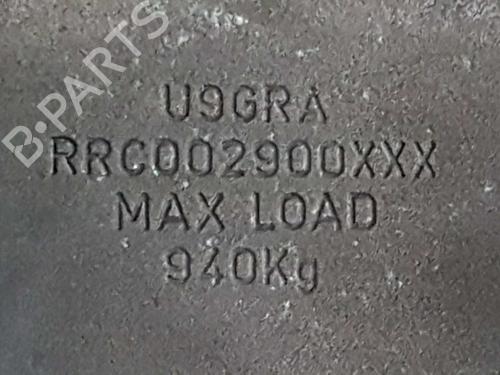 B-PARTS
U9GRA
RRC002900XXX
MAX LOAD
940Kg